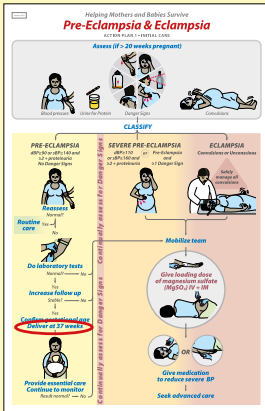 Helping Mothers and Babies Survive
Pre-Eclampsia & Eclampsia
ACTION PLAN 1 • INITIAL CARE
Assess (if > 20 weeks pregnant)
Blood pressure
Urine for Protein
Danger Signs
Convulsions
CLASSIFY
PRE-ECLAMPSIA
dBP≥90 or sBP≥140 and
≥2 + proteinuria
No Danger Signs
Reassess
Normal?
Routine
care
Yes
No
Do laboratory tests
Normal?
No
Yes
Increase follow up
Stable?
No
Yes
Confirm gestational age
Deliver at 37 weeks
Provide essential care
Continue to monitor
Result normal?
No
Continually assess for Danger Signs
Continually assess for Danger Signs
SEVERE PRE-ECLAMPSIA
dBP≥110
or sBP≥160 and
≥2 + proteinuria
or
Pre-Eclampsia
and
≥1 Danger Sign
ECLAMPSIA
Convulsions or Unconscious
Safely
manage all
convulsions
Mobilize team
Give loading dose
of magnesium sulfate
(MgSO4) IV + IM
OR
Give medication
to reduce severe BP
Seek advanced care